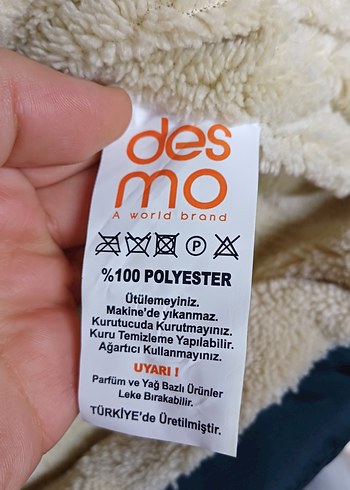 des
mo
A world brand
P
%100 POLYESTER
Ütülemeyiniz.
Makine'de yıkanmaz.
Kurutucuda Kurutmayınız.
Kuru Temizleme Yapılabilir.
Ağartıcı Kullanmayınız.
UYARI !
Parfüm ve Yağ Bazlı Ürünler
Leke Bırakabilir.
TÜRKİYE'de Üretilmiştir.